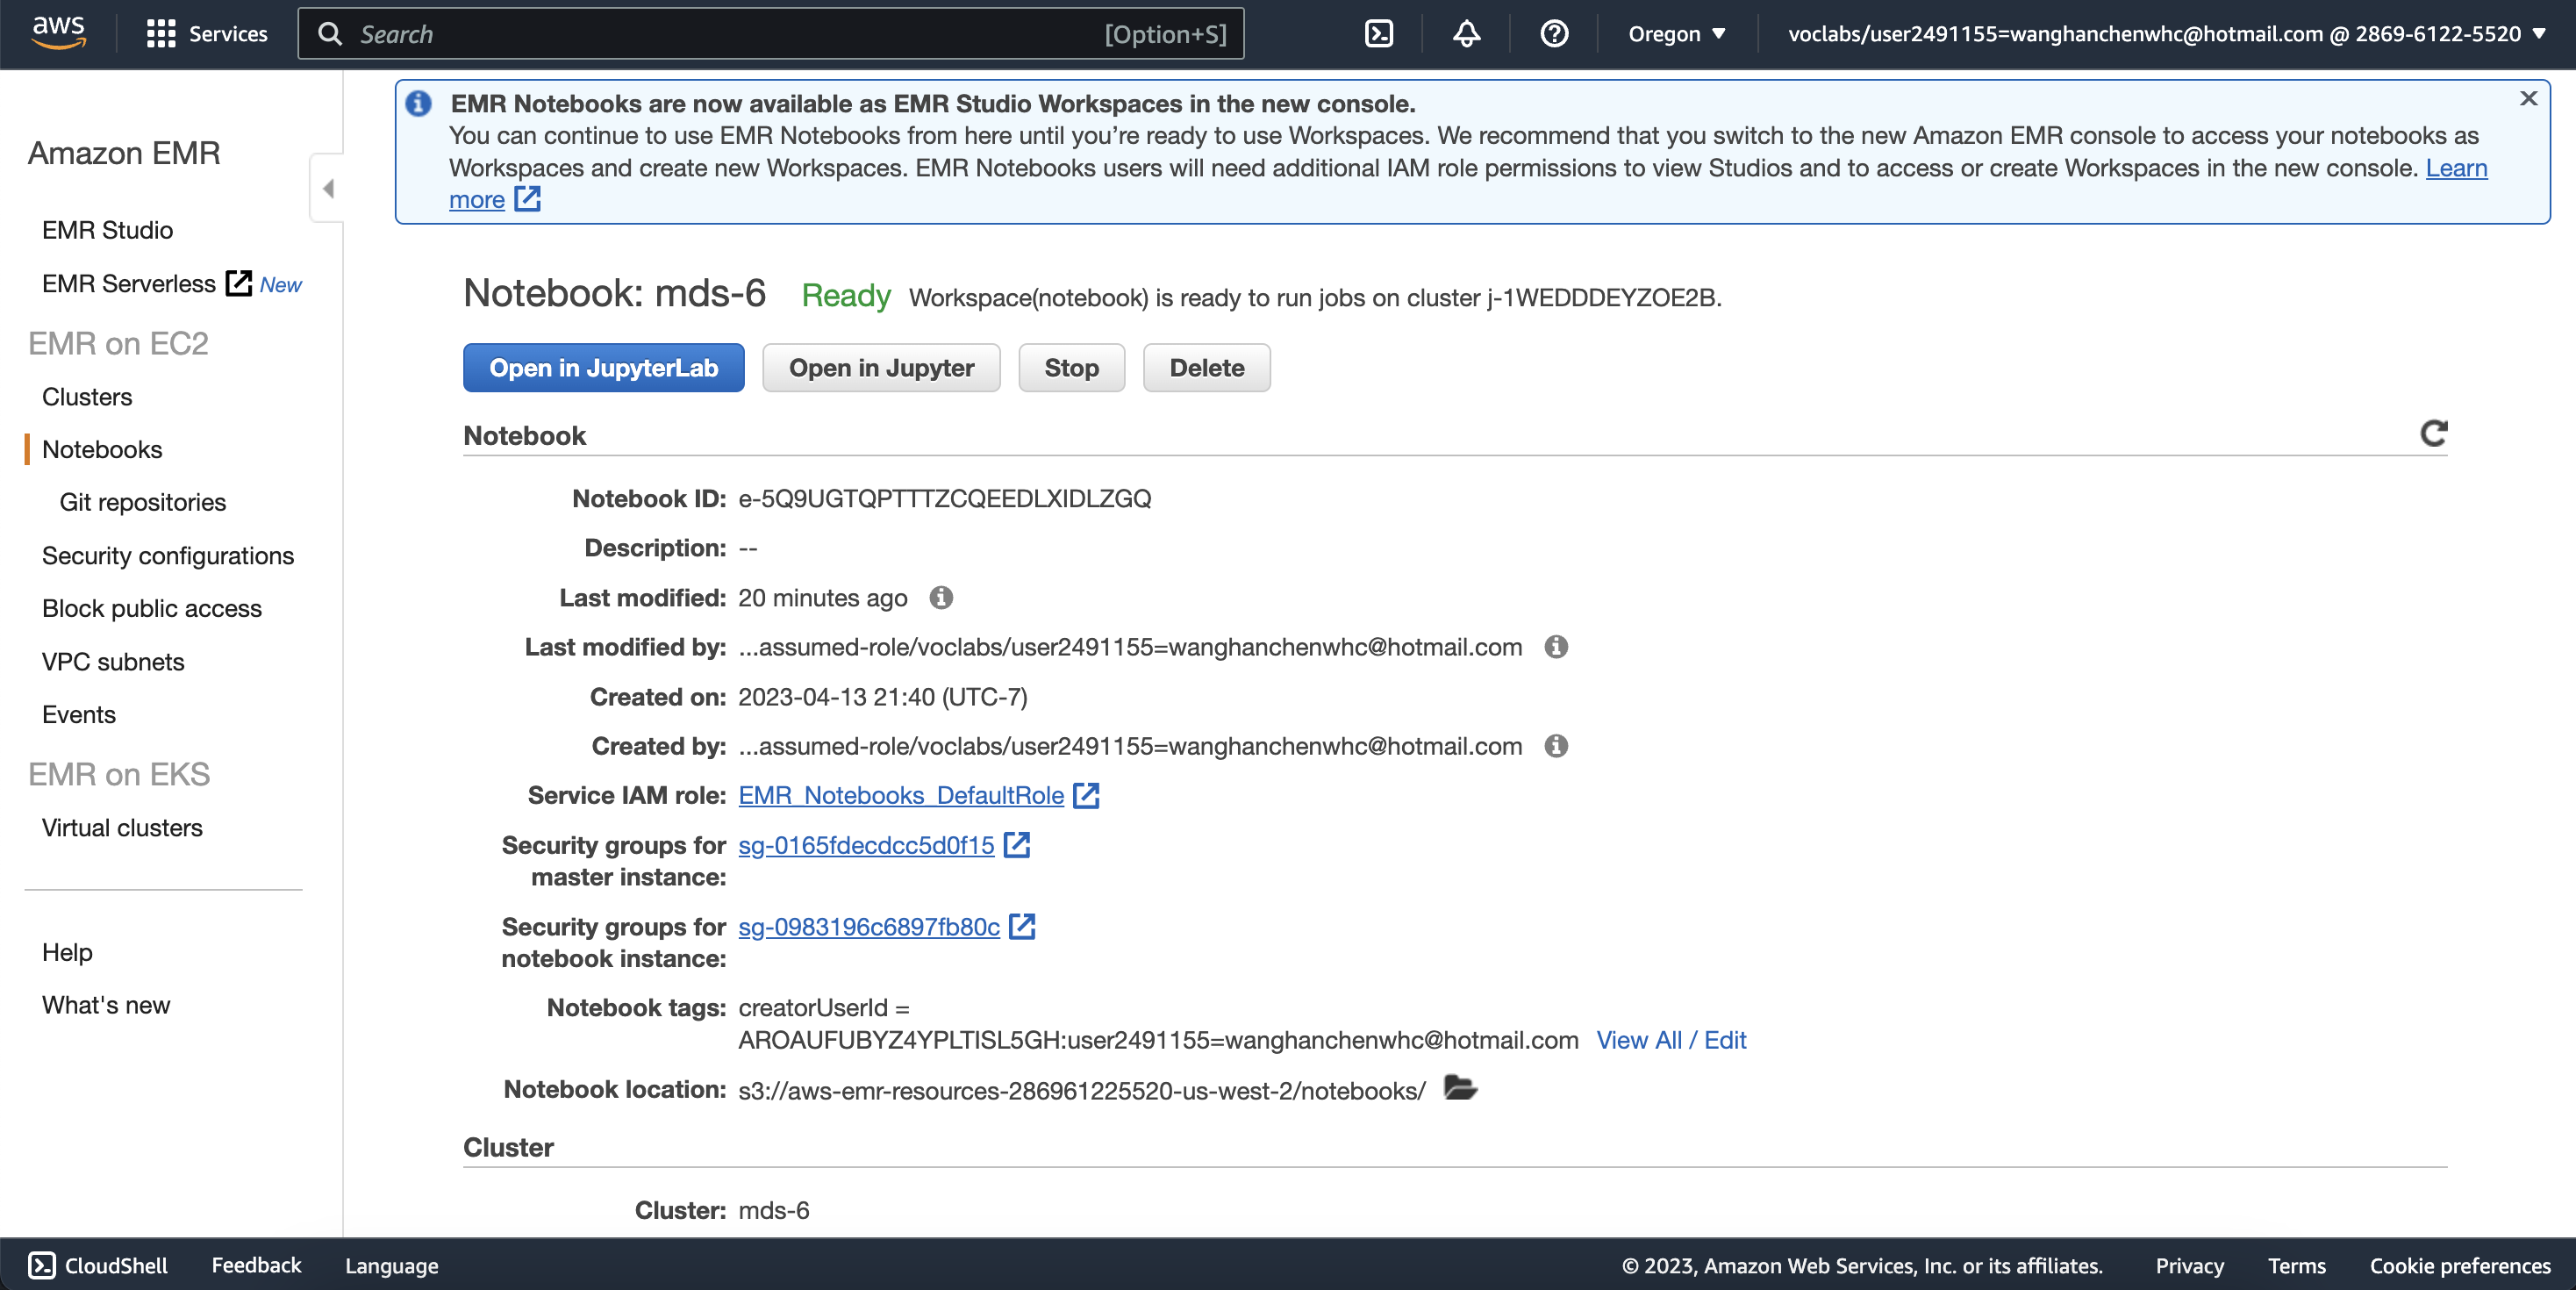 aws
Services
Search
[Option+S]
Oregon
voclabs/user2491155=wanghanchenwhc@hotmail.com @ 2869-6122-5520
Amazon EMR
EMR Studio
EMR Serverless New
EMR on EC2
Clusters
Notebooks
Git repositories
Security configurations
Block public access
VPC subnets
Events
EMR on EKS
Virtual clusters
Help
What's new
EMR Notebooks are now available as EMR Studio Workspaces in the new console.
You can continue to use EMR Notebooks from here until you’re ready to use Workspaces. We recommend that you switch to the new Amazon EMR console to access your notebooks as
Workspaces and create new Workspaces. EMR Notebooks users will need additional IAM role permissions to view Studios and to access or create Workspaces in the new console. Learn
more
Notebook: mds-6 Ready Workspace(notebook) is ready to run jobs on cluster j-1WEDDDEYZOE2B.
Open in JupyterLab Open in Jupyter Stop Delete
Notebook
Notebook ID: e-5Q9UGTQPTTTZCQEEDLXIDLZGQ
Description: --
Last modified: 20 minutes ago
Last modified by: ...assumed-role/voclabs/user2491155=wanghanchenwhc@hotmail.com
Created on: 2023-04-13 21:40 (UTC-7)
Created by: ...assumed-role/voclabs/user2491155=wanghanchenwhc@hotmail.com
Service IAM role: EMR_Notebooks_DefaultRole
Security groups for sg-0165fdecdcc5d0f15
master instance:
Security groups for sg-0983196c6897fb80c
notebook instance:
Notebook tags: creatorUserId =
AROAUFUBYZ4YPLTISL5GH:user2491155=wanghanchenwhc@hotmail.com View All / Edit
Notebook location: s3://aws-emr-resources-286961225520-us-west-2/notebooks/
Cluster
Cluster: mds-6
CloudShell Feedback Language © 2023, Amazon Web Services, Inc. or its affiliates. Privacy Terms Cookie preferences